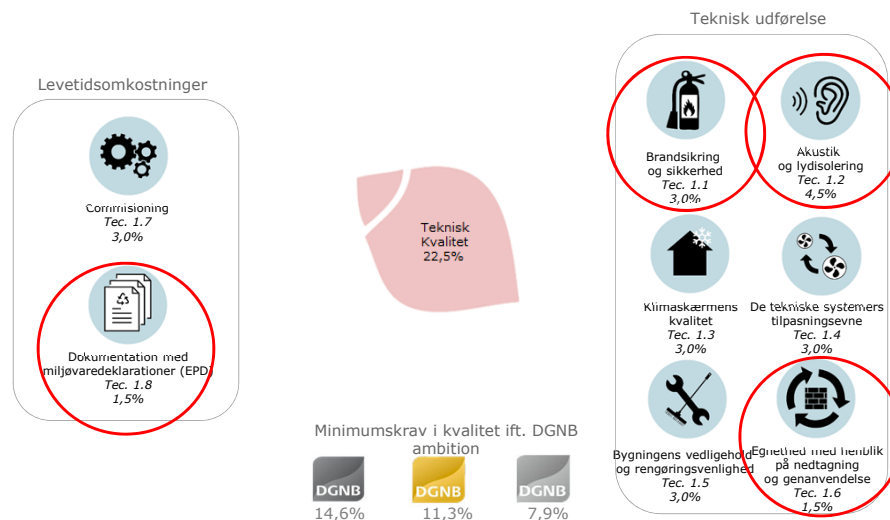 Teknisk udførelse
Levetidsomkostninger
Commisioning
Tec. 1.7
3,0%
Dokumentation med
miljøvaredeklarationer (EPD)
Tec. 1.8
1,5%
Teknisk
Kvalitet
22,5%
Minimumskrav i kvalitet ift. DGNB
ambition
DGNB
DGNB
DGNB
14,6%
11,3%
7,9%
Brandsikring
og sikkerhed
Tec. 1.1
3,0%
Akustik
og lydisolering
Tec. 1.2
4,5%
Klimaskærmens
kvalitet
Tec. 1.3
3,0%
De tekniske systemers
tilpasningsevne
Tec. 1.4
3,0%
Bygningens vedligehold
og rengøringsvenlighed
Tec. 1.5
3,0%
Egnethed med henblik
på nedtagning
og genanvendelse
Tec. 1.6
1,5%